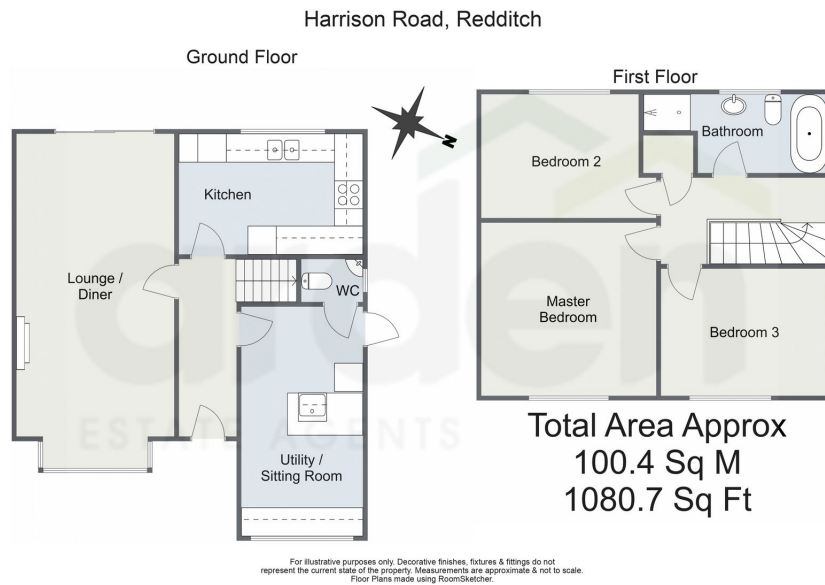 Harrison Road, Redditch
Ground Floor
First Floor
N
Kitchen
Lounge /
Diner
WC
Utility /
Sitting Room
Bedroom 2
Bathroom
Master
Bedroom
Bedroom 3
arden
ESTATE AGENTS
Total Area Approx
100.4 Sq M
1080.7 Sq Ft
For illustrative purposes only. Decorative finishes, fixtures & fittings do not
represent the current state of the property. Measurements are approximate & not to scale.
Floor Plans made using RoomSketcher.